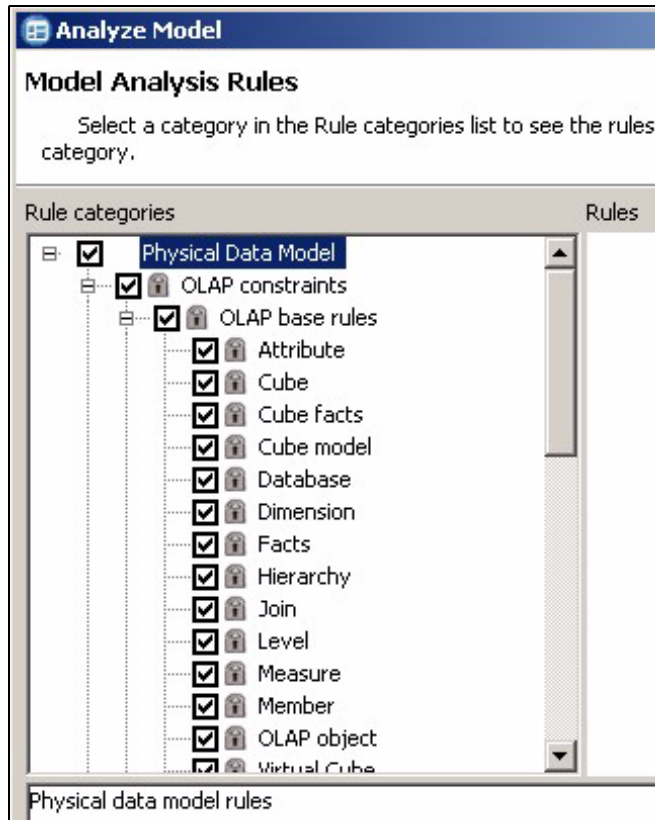 Analyze Model
Model Analysis Rules
Select a category in the Rule categories list to see the rules
category.
Rule categories
Rules
Physical Data Model
OLAP constraints
OLAP base rules
Attribute
Cube
Cube facts
Cube model
Database
Dimension
Facts
Hierarchy
Join
Level
Measure
Member
OLAP object
Virtual Cube
Physical data model rules